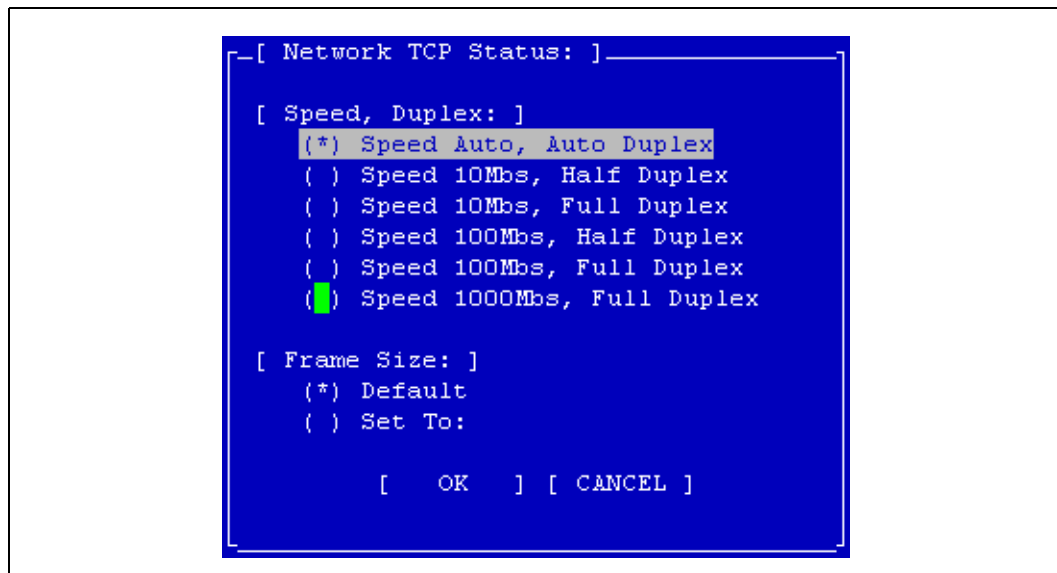 [ Network TCP Status: ]
[ Speed, Duplex: ]
(*) Speed Auto, Auto Duplex
( ) Speed 10Mbs, Half Duplex
( ) Speed 10Mbs, Full Duplex
( ) Speed 100Mbs, Half Duplex
( ) Speed 100Mbs, Full Duplex
( ) Speed 1000Mbs, Full Duplex
[ Frame Size: ]
(*) Default
( ) Set To:
[ OK ] [ CANCEL ]